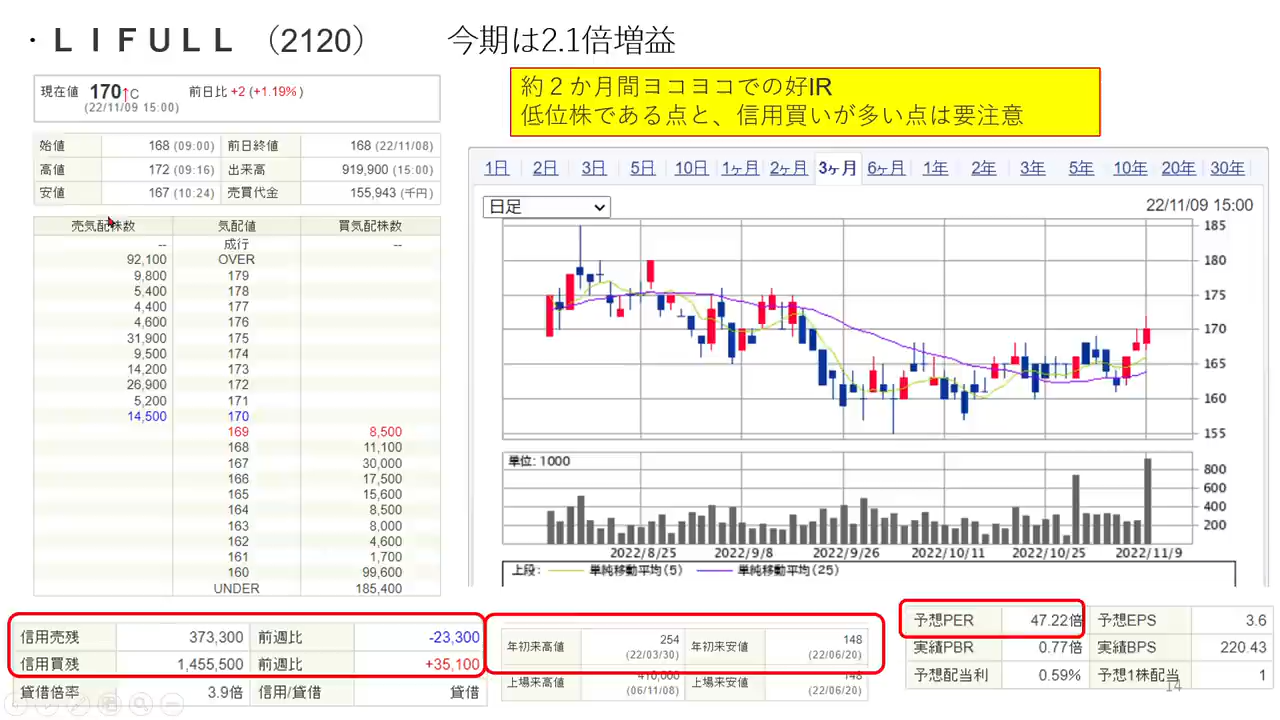 ・ＬＩＦＵＬＬ（2120）　今期は2.1倍増益
約２か月間ヨコヨコでの好IR
低位株である点と、信用買いが多い点は要注意
現在値 170↑C 前日比 +2 (+1.19%)
(22/11/09 15:00)
始値 168 (09:00) 前日終値 168 (22/11/08)
高値 172 (09:16) 出来高 919,900 (15:00)
安値 167 (10:24) 売買代金 155,943 (千円)
売気配株数 気配値 買気配株数
-- 成行 --
92,100 OVER
9,800 179
5,400 178
4,400 177
4,600 176
31,900 175
9,500 174
14,200 173
26,900 172
5,200 171
14,500 170
169 8,500
168 11,100
167 30,000
166 17,500
165 15,600
164 8,500
163 8,000
162 4,600
161 1,700
160 99,600
UNDER 185,400
1日 2日 3日 5日 10日 1ヶ月 2ヶ月 3ヶ月 6ヶ月 1年 2年 3年 5年 10年 20年 30年
日足 22/11/09 15:00
185
180
175
170
165
160
155
単位: 1000
800
600
400
200
2022/8/25 2022/9/8 2022/9/26 2022/10/11 2022/10/25 2022/11/9
上段: 単純移動平均(5) 単純移動平均(25)
信用売残 373,300 前週比 -23,300
信用買残 1,455,500 前週比 +35,100
貸借倍率 3.9倍 信用/貸借 貸借
年初来高値 254 (22/03/30) 年初来安値 148 (22/06/20)
上場来高値 410,000 (06/11/08) 上場来安値 148 (22/06/20)
予想PER 47.22倍 予想EPS 3.6
実績PBR 0.77倍 実績BPS 220.43
予想配当利 0.59% 予想1株配当 1
14